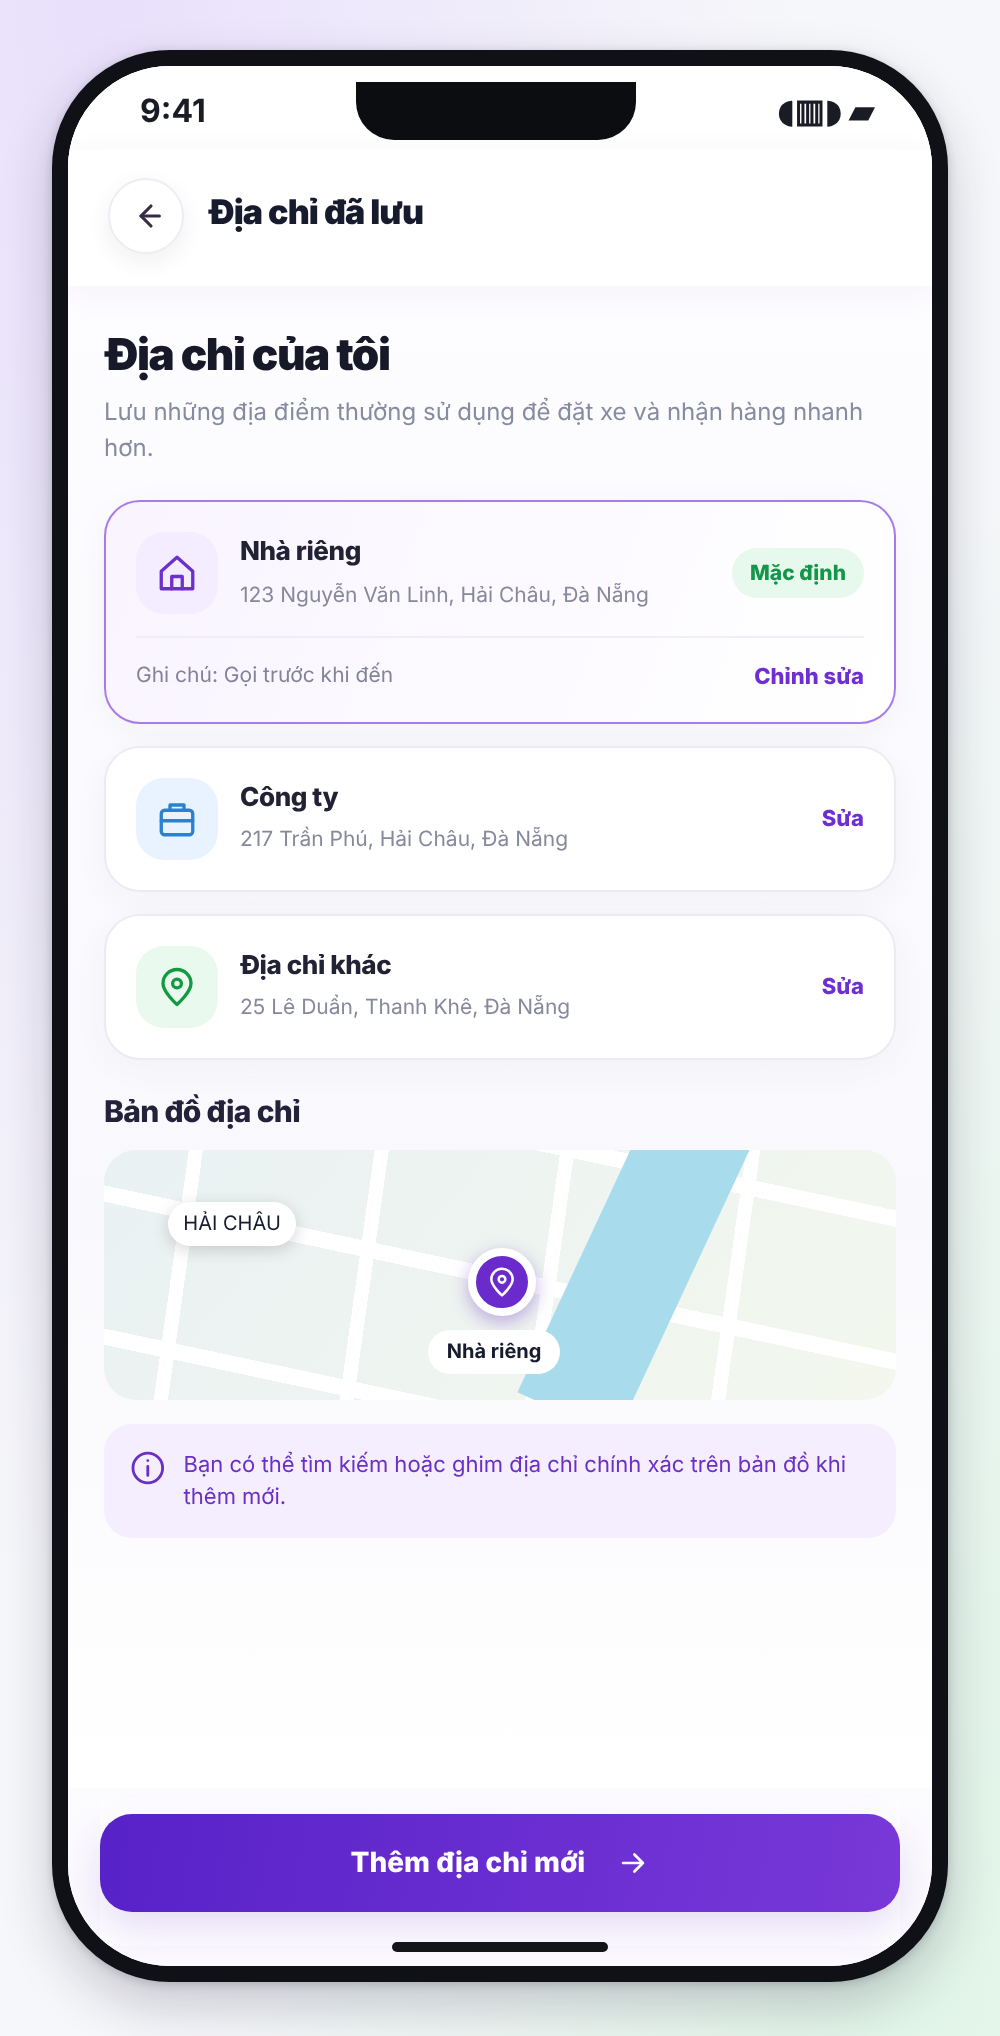 9:41
Địa chỉ đã lưu
Địa chỉ của tôi
Lưu những địa điểm thường sử dụng để đặt xe và nhận hàng nhanh
hơn.
Nhà riêng
123 Nguyễn Văn Linh, Hải Châu, Đà Nẵng
Mặc định
Ghi chú: Gọi trước khi đến
Chỉnh sửa
Công ty
217 Trần Phú, Hải Châu, Đà Nẵng
Sửa
Địa chỉ khác
25 Lê Duẩn, Thanh Khê, Đà Nẵng
Sửa
Bản đồ địa chỉ
HẢI CHÂU
Nhà riêng
Bạn có thể tìm kiếm hoặc ghim địa chỉ chính xác trên bản đồ khi
thêm mới.
Thêm địa chỉ mới